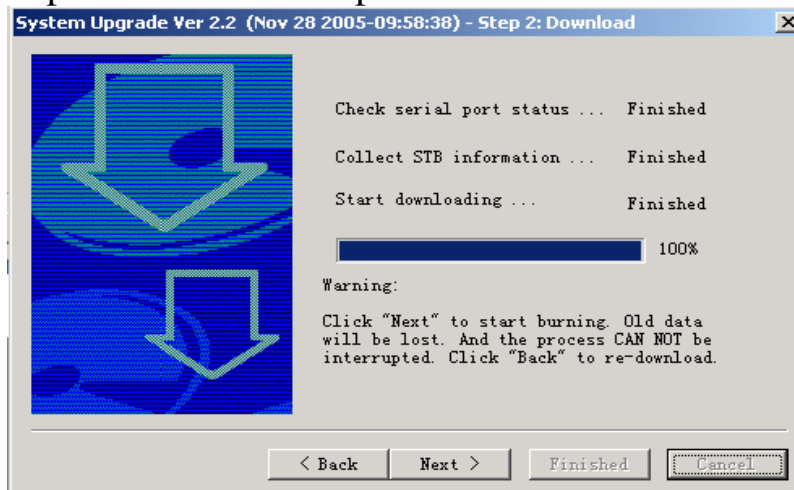 System Upgrade Ver 2.2 (Nov 28 2005-09:58:38) - Step 2: Download
Check serial port status ... Finished
Collect STB information ... Finished
Start downloading ... Finished
100%
Warning:
Click "Next" to start burning. Old data
will be lost. And the process CAN NOT be
interrupted. Click "Back" to re-download.
< Back Next > Finished Cancel